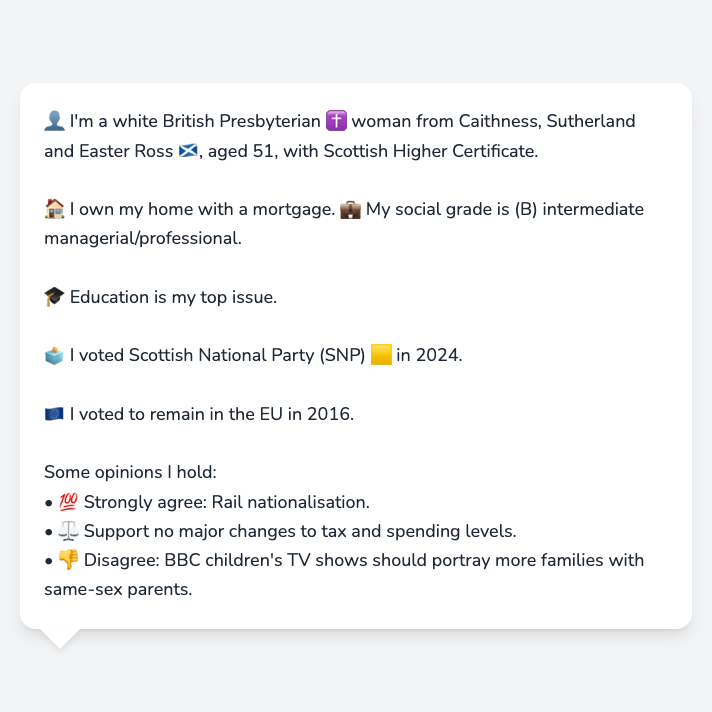 👤 I'm a white British Presbyterian ✝️ woman from Caithness, Sutherland
and Easter Ross 🏴󠁧󠁢󠁳󠁣󠁴󠁿, aged 51, with Scottish Higher Certificate.
🏠 I own my home with a mortgage. 💼 My social grade is (B) intermediate
managerial/professional.
🎓 Education is my top issue.
🗳️ I voted Scottish National Party (SNP) 🟨 in 2024.
🇪🇺 I voted to remain in the EU in 2016.
Some opinions I hold:
• 💯 Strongly agree: Rail nationalisation.
• ⚖️ Support no major changes to tax and spending levels.
• 👎 Disagree: BBC children's TV shows should portray more families with
same-sex parents.